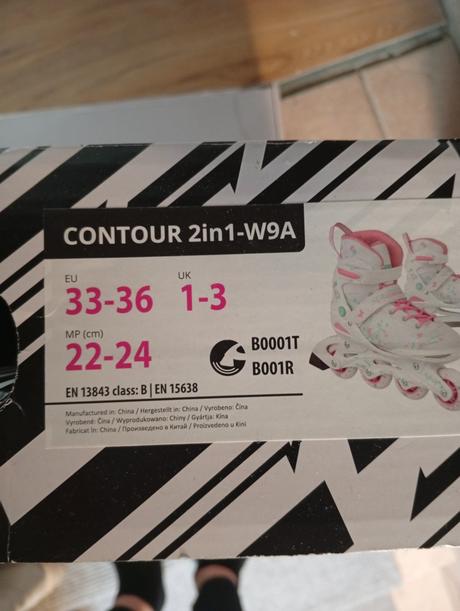 CONTOUR 2in1-W9A
EU UK
33-36 1-3
MP (cm)
22-24
B0001T
B001R
EN 13843 class: B | EN 15638
Manufactured in: China / Hergestellt in: China / Vyrobeno: Čína
Vyrobené: Čína / Wyprodukowano: Chiny / Gyártja: Kína
Fabricat în: China / Произведено в Китай / Proizvedeno u Kini